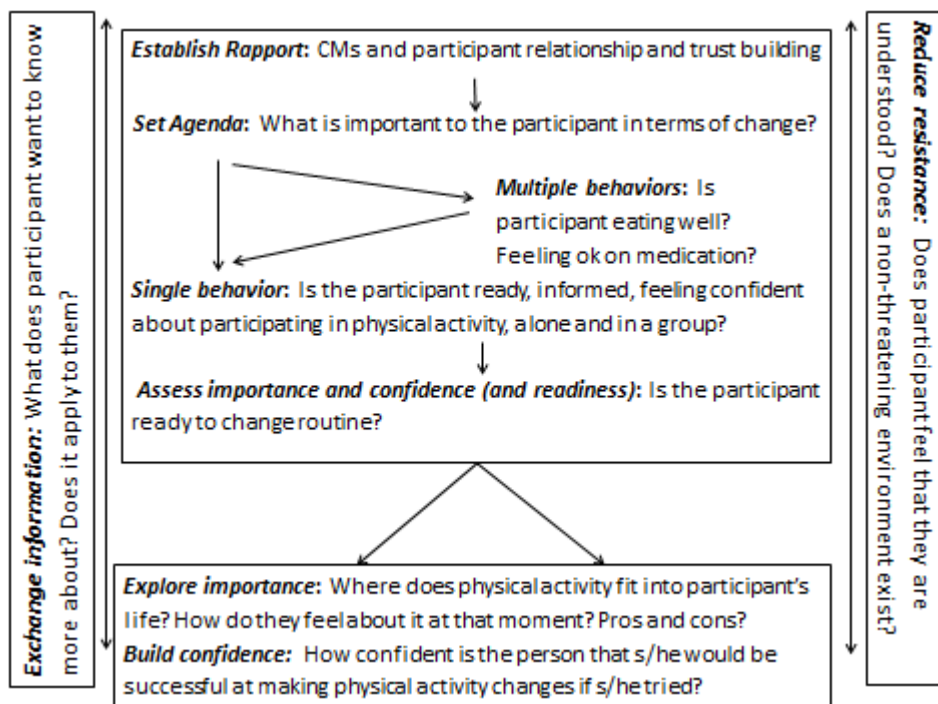 Exchange information: What does participant want to know
more about? Does it apply to them?
Establish Rapport: CMs and participant relationship and trust building
Set Agenda: What is important to the participant in terms of change?
Multiple behaviors: Is
participant eating well?
Feeling ok on medication?
Single behavior: Is the participant ready, informed, feeling confident
about participating in physical activity, alone and in a group?
Assess importance and confidence (and readiness): Is the participant
ready to change routine?
Explore importance: Where does physical activity fit into participant's
life? How do they feel about it at that moment? Pros and cons?
Build confidence: How confident is the person that s/he would be
successful at making physical activity changes if s/he tried?
Reduce resistance: Does participant feel that they are
understood? Does a non-threatening environment exist?